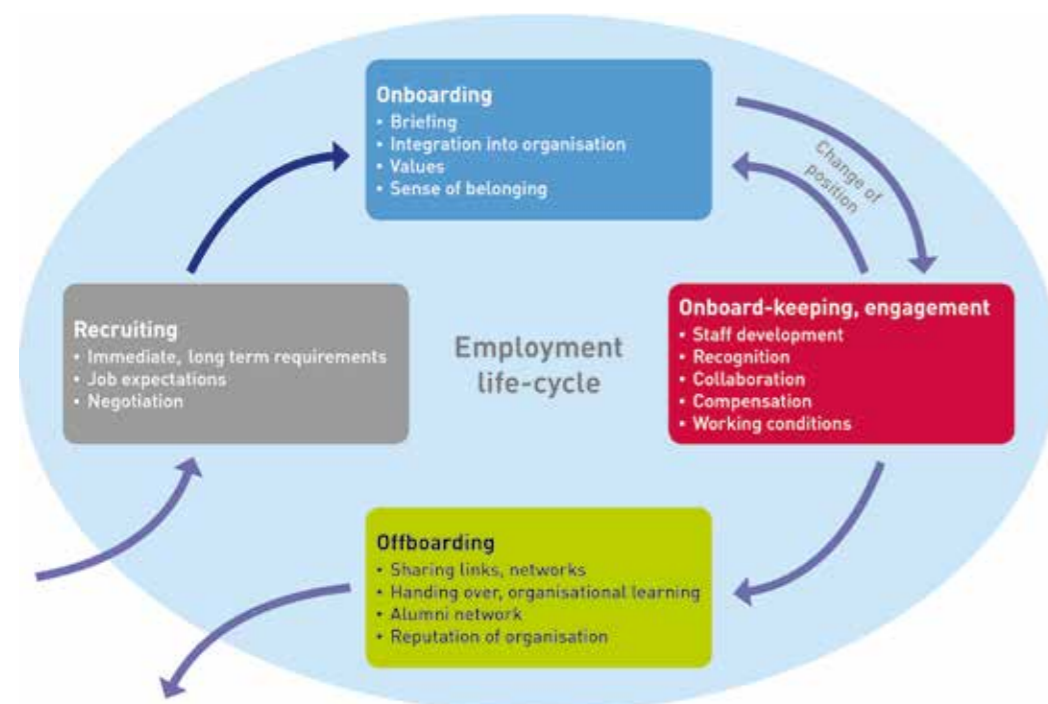 Onboarding
• Briefing
• Integration into organisation
• Values
• Sense of belonging
Change of
position
Recruiting
• Immediate, long term requirements
• Job expectations
• Negotiation
Employment
life-cycle
Onboard-keeping, engagement
• Staff development
• Recognition
• Collaboration
• Compensation
• Working conditions
Offboarding
• Sharing links, networks
• Handing over, organisational learning
• Alumni network
• Reputation of organisation